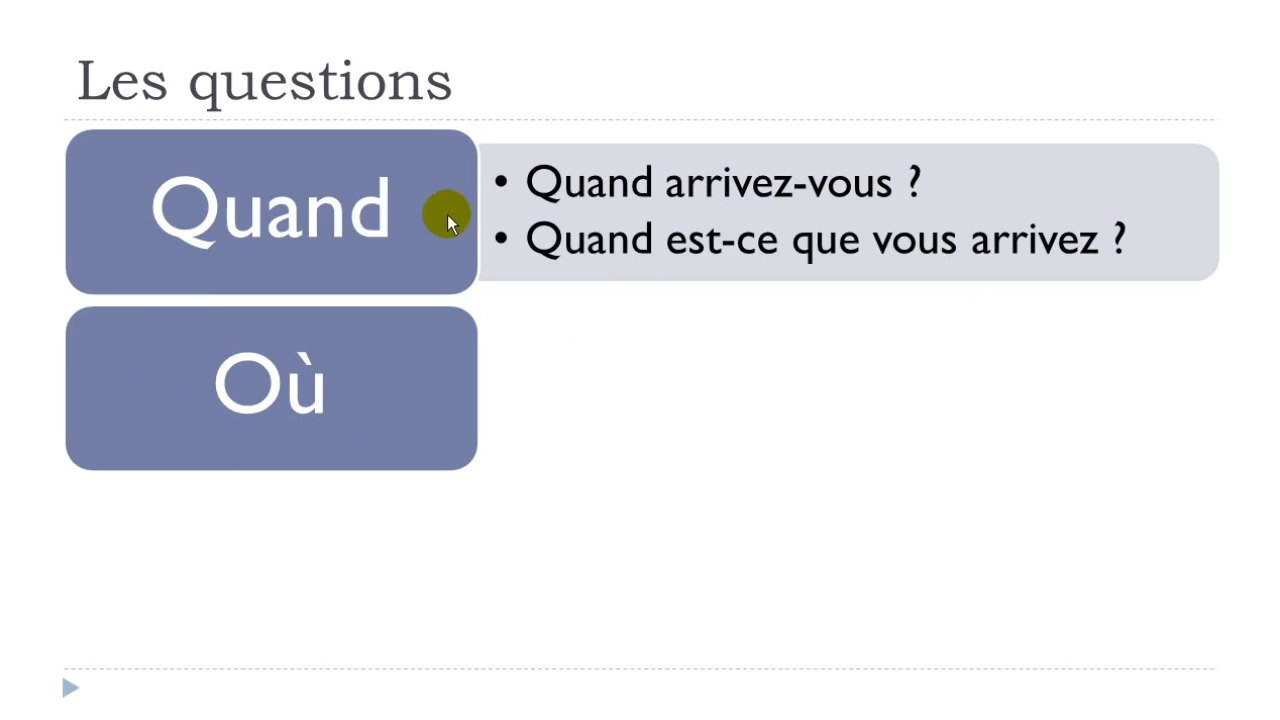 Les questions
Quand
• Quand arrivez-vous ?
• Quand est-ce que vous arrivez ?
Où